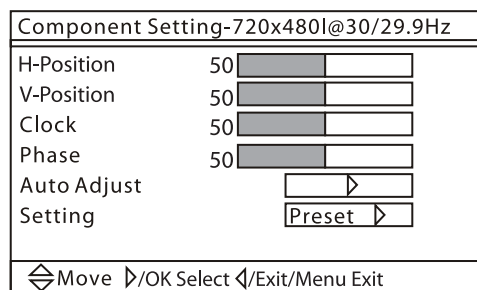 Component Setting-720x480I@30/29.9Hz
H-Position 50
V-Position 50
Clock 50
Phase 50
Auto Adjust
Setting Preset
Move /OK Select /Exit/Menu Exit